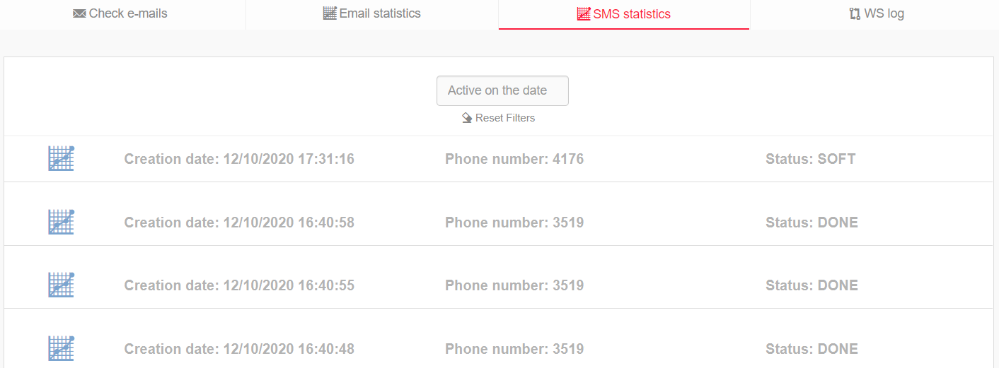 Check e-mails
Email statistics
SMS statistics
WS log
Active on the date
Reset Filters
Creation date: 12/10/2020 17:31:16 Phone number: 4176 Status: SOFT
Creation date: 12/10/2020 16:40:58 Phone number: 3519 Status: DONE
Creation date: 12/10/2020 16:40:55 Phone number: 3519 Status: DONE
Creation date: 12/10/2020 16:40:48 Phone number: 3519 Status: DONE